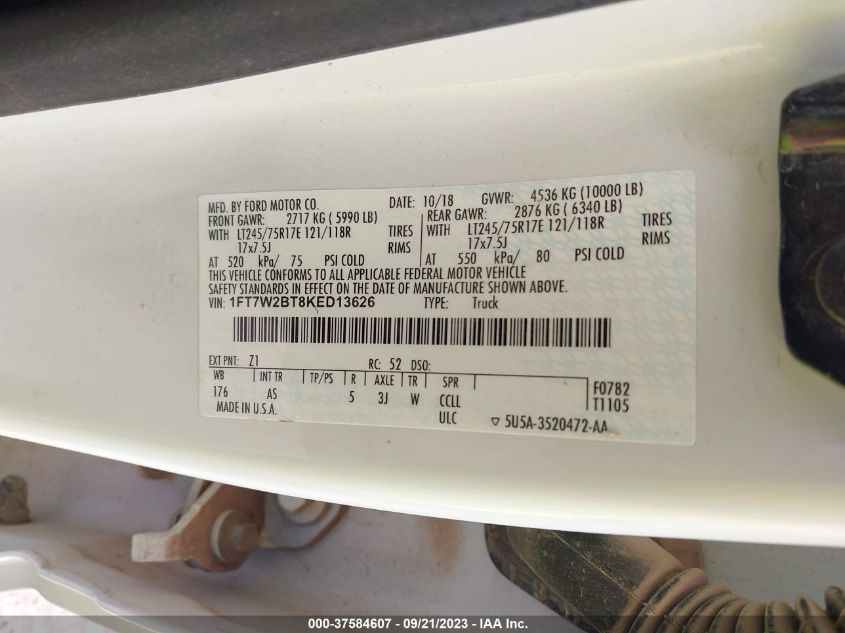 MFD. BY FORD MOTOR CO. DATE: 10/18 GVWR: 4536 KG (10000 LB)
FRONT GAWR: 2717 KG ( 5990 LB) REAR GAWR: 2876 KG ( 6340 LB)
WITH LT245/75R17E 121/118R TIRES WITH LT245/75R17E 121/118R TIRES
17x7.5J RIMS 17x7.5J RIMS
AT 520 kPa/ 75 PSI COLD AT 550 kPa/ 80 PSI COLD
THIS VEHICLE CONFORMS TO ALL APPLICABLE FEDERAL MOTOR VEHICLE
SAFETY STANDARDS IN EFFECT ON THE DATE OF MANUFACTURE SHOWN ABOVE.
VIN: 1FT7W2BT8KED13626 TYPE: Truck
EXT PNT: Z1 RC: 52 DSO:
WB INT TR TP/PS R AXLE TR SPR F0782
176 AS 5 3J W CCLL T1105
MADE IN U.S.A. ULC ▽ 5U5A-3520472-AA
000-37584607 - 09/21/2023 - IAA Inc.